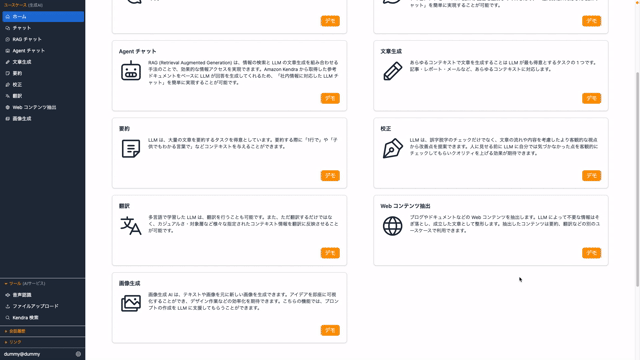 ユースケース (生成AI)
ホーム
チャット
RAG チャット
Agent チャット
文章生成
要約
校正
翻訳
Web コンテンツ抽出
画像生成
ツール (AIサービス)
音声認識
ファイルアップロード
Kendra 検索
会話履歴
リンク
dummy@dummy
デモ
ート」を簡単に実現することが可能です。
デモ
Agent チャット
RAG (Retrieval Augmented Generation) は、情報の検索と LLM の文章生成を組み合わせる
手法のことで、効果的な情報アクセスを実現できます。Amazon Kendra から取得した参考
ドキュメントをベースに LLM が回答を生成してくれるため、「社内情報に対応した LLM チ
ャット」を簡単に実現することが可能です。
デモ
文章生成
あらゆるコンテキストで文章を生成することは LLM が最も得意とするタスクの 1 つです。
記事・レポート・メールなど、あらゆるコンテキストに対応します。
デモ
要約
LLM は、大量の文章を要約するタスクを得意としています。要約する際に「1行で」や「子
供でもわかる言葉で」などコンテキストを与えることができます。
デモ
校正
LLM は、誤字脱字のチェックだけでなく、文章の流れや内容を考慮したより客観的な視点
から改善点を提案できます。人に見せる前に LLM に自分では気づかなかった点を客観的に
チェックしてもらいクオリティを上げる効果が期待できます。
デモ
翻訳
多言語で学習した LLM は、翻訳を行うことも可能です。また、ただ翻訳するだけではな
く、カジュアルさ・対象層など様々な指定されたコンテキスト情報を翻訳に反映させること
が可能です。
デモ
Web コンテンツ抽出
ブログやドキュメントなどの Web コンテンツを抽出します。LLM によって不要な情報はそ
ぎ落とし、成立した文章として整形します。抽出したコンテンツは要約、翻訳などの別のユ
ースケースで利用できます。
デモ
画像生成
画像生成 AI は、テキストや画像を元に新しい画像を生成できます。アイデアを即座に可視
化することができ、デザイン作業などの効率化を期待できます。こちらの機能では、プロン
プトの作成を LLM に支援してもらうことができます。
デモ